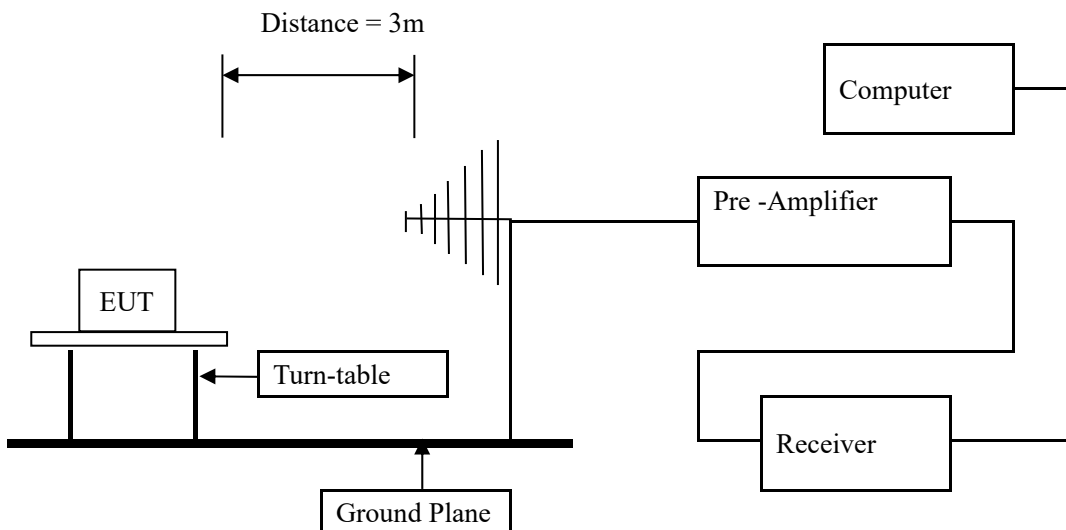 Distance = 3m
Computer
Pre -Amplifier
EUT
Turn-table
Receiver
Ground Plane